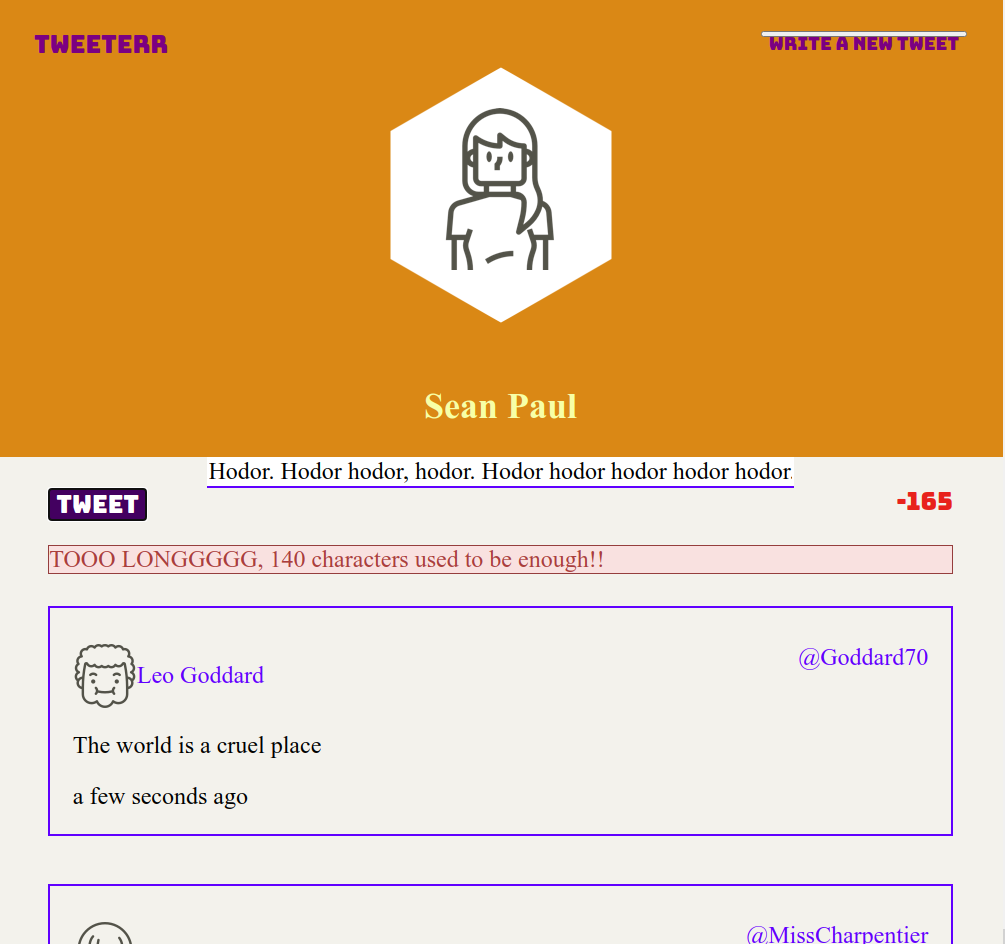 TWEETERR
WRITE A NEW TWEET
Sean Paul
Hodor. Hodor hodor, hodor. Hodor hodor hodor hodor hodor.
TWEET
-165
TOOO LONGGGGG, 140 characters used to be enough!!
Leo Goddard
@Goddard70
The world is a cruel place
a few seconds ago
@MissCharpentier